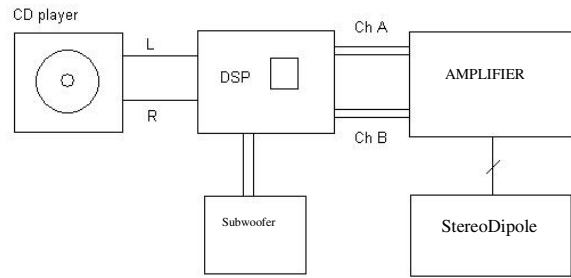 CD player
L
R
DSP
Ch A
Ch B
AMPLIFIER
Subwoofer
StereoDipole